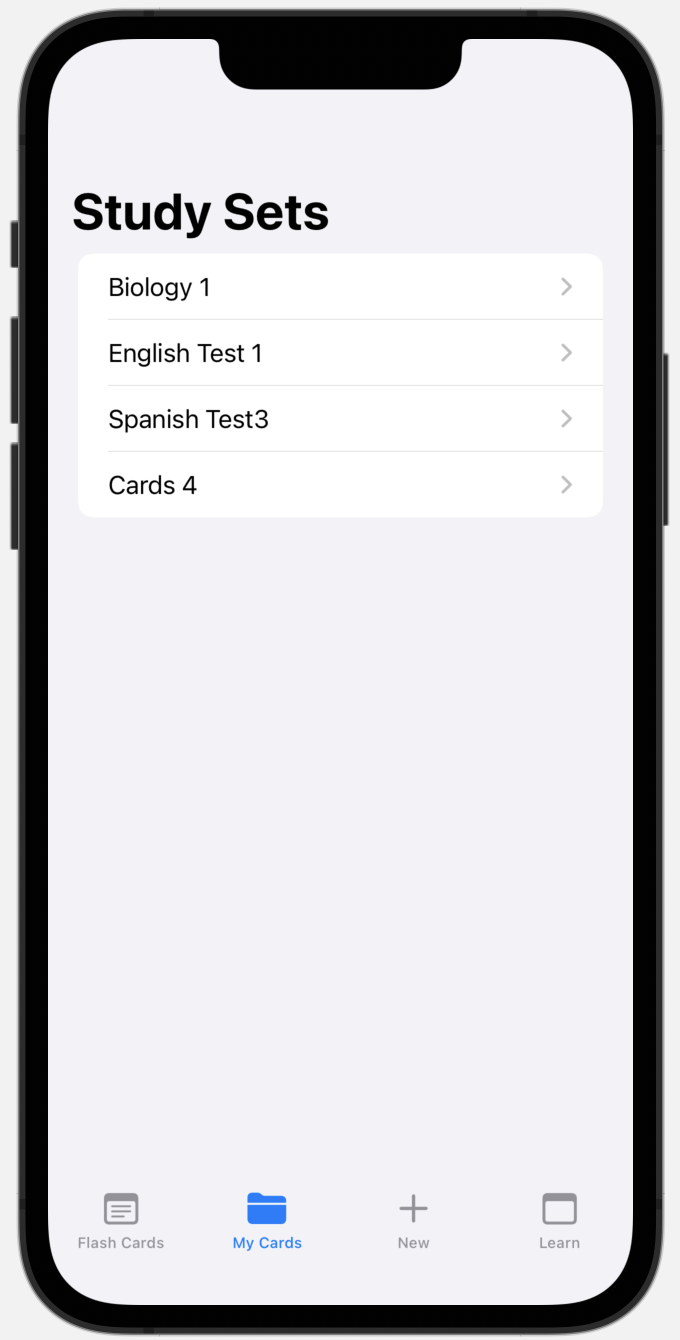 Study Sets
Biology 1
English Test 1
Spanish Test3
Cards 4
Flash Cards
My Cards
New
Learn